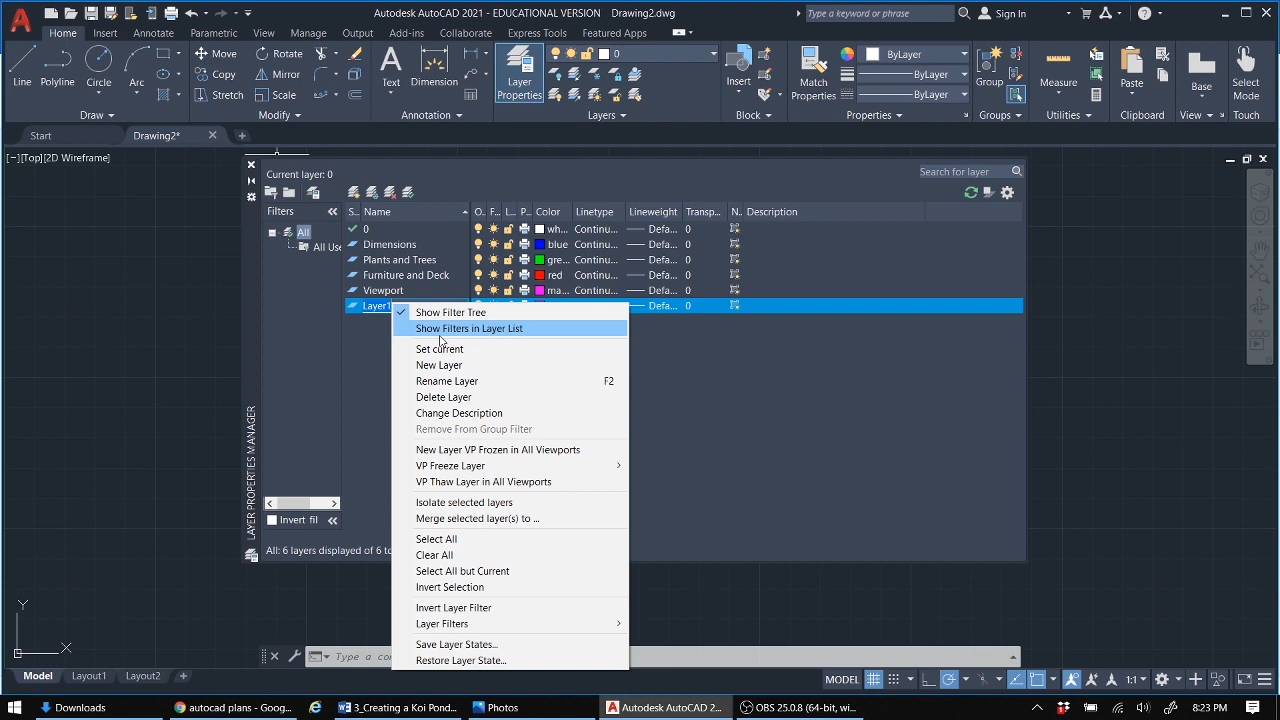 Autodesk AutoCAD 2021 - EDUCATIONAL VERSION Drawing2.dwg
Type a keyword or phrase
Sign In
Home Insert Annotate Parametric View Manage Output Add-ins Collaborate Express Tools Featured Apps
Line Polyline Circle Arc
Move Rotate
Copy Mirror
Stretch Scale
Text Dimension
Layer
Properties
0
Insert
Match
Properties
ByLayer
ByLayer
ByLayer
Group
Measure
Paste
Base
Select
Mode
Draw Modify Annotation Layers Block Properties Groups Utilities Clipboard View Touch
Start Drawing2*
[−][Top][2D Wireframe]
Current layer: 0
Search for layer
Filters
S.. Name O. F.. L... P... Color Linetype Lineweight Transp... N.. Description
All
All Use
0 wh... Continu... Defa... 0
Dimensions blue Continu... Defa... 0
Plants and Trees gre... Continu... Defa... 0
Furniture and Deck red Continu... Defa... 0
Viewport ma... Continu... Defa... 0
Layer1 Defa... 0
Show Filter Tree
Show Filters in Layer List
Set current
New Layer
Rename Layer F2
Delete Layer
Change Description
Remove From Group Filter
New Layer VP Frozen in All Viewports
VP Freeze Layer
VP Thaw Layer in All Viewports
Isolate selected layers
Merge selected layer(s) to ...
Select All
Clear All
Select All but Current
Invert Selection
Invert Layer Filter
Layer Filters
Save Layer States...
Restore Layer State...
LAYER PROPERTIES MANAGER
Invert fil
All: 6 layers displayed of 6 to
Y
X
Type a co
Model Layout1 Layout2
MODEL
1:1
Downloads
autocad plans - Goog...
3_Creating a Koi Pond...
Photos
Autodesk AutoCAD 2...
OBS 25.0.8 (64-bit, wi...
8:23 PM